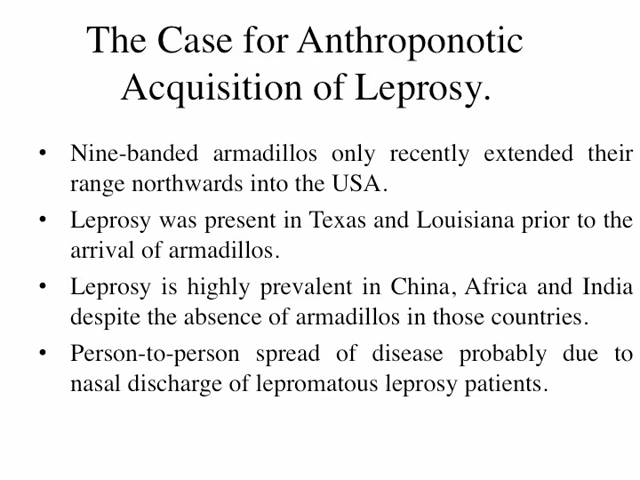 The Case for Anthroponotic
Acquisition of Leprosy.
• Nine-banded armadillos only recently extended their
range northwards into the USA.
• Leprosy was present in Texas and Louisiana prior to the
arrival of armadillos.
• Leprosy is highly prevalent in China, Africa and India
despite the absence of armadillos in those countries.
• Person-to-person spread of disease probably due to
nasal discharge of lepromatous leprosy patients.